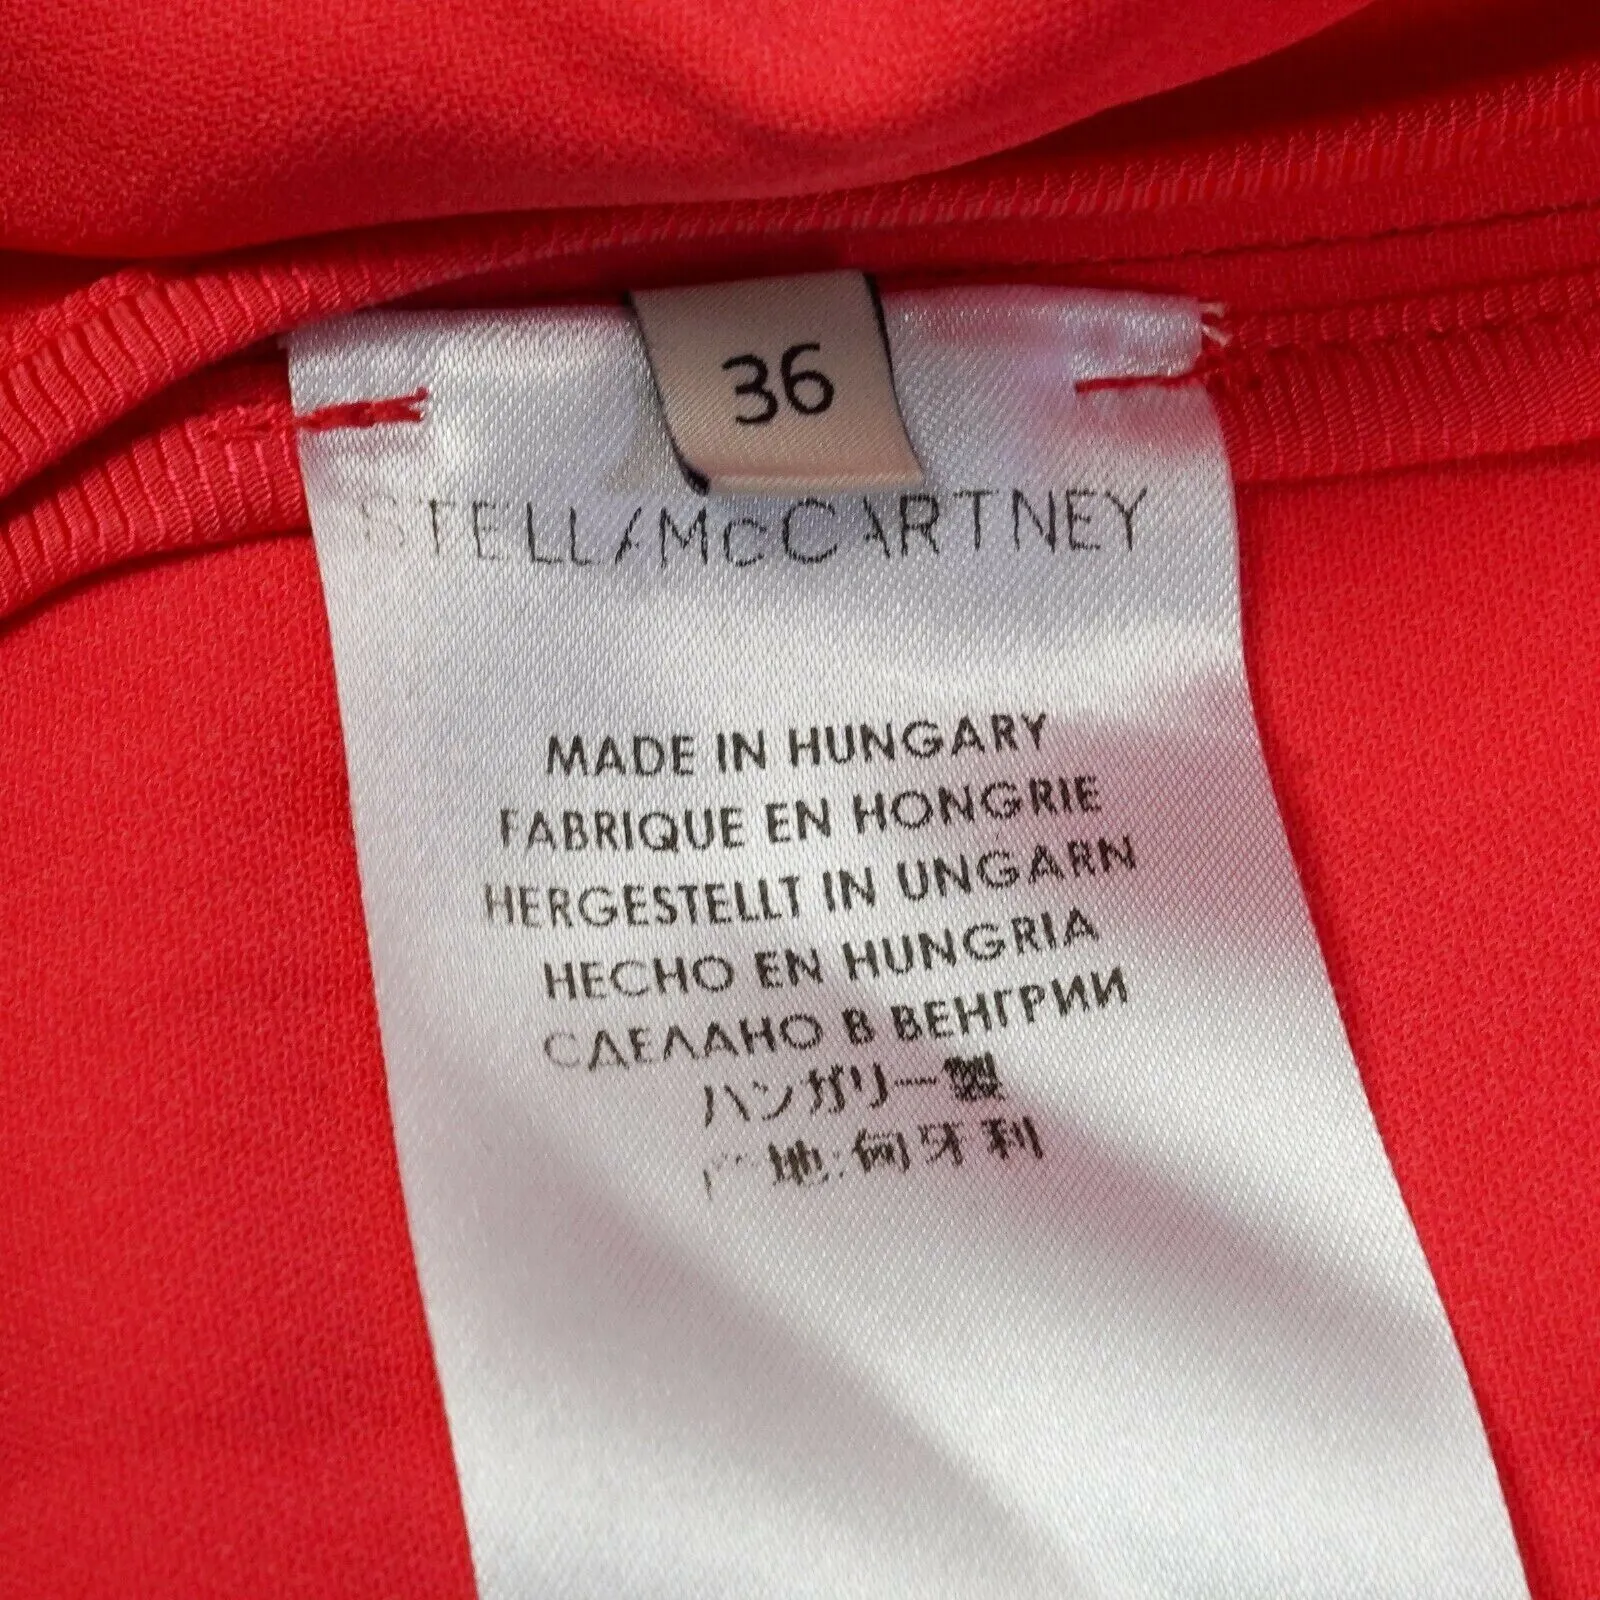 36
STELLA McCARTNEY
MADE IN HUNGARY
FABRIQUE EN HONGRIE
HERGESTELLT IN UNGARN
HECHO EN HUNGRIA
СДЕЛАНО В ВЕНГРИИ
ハンガリー製
产地:匈牙利